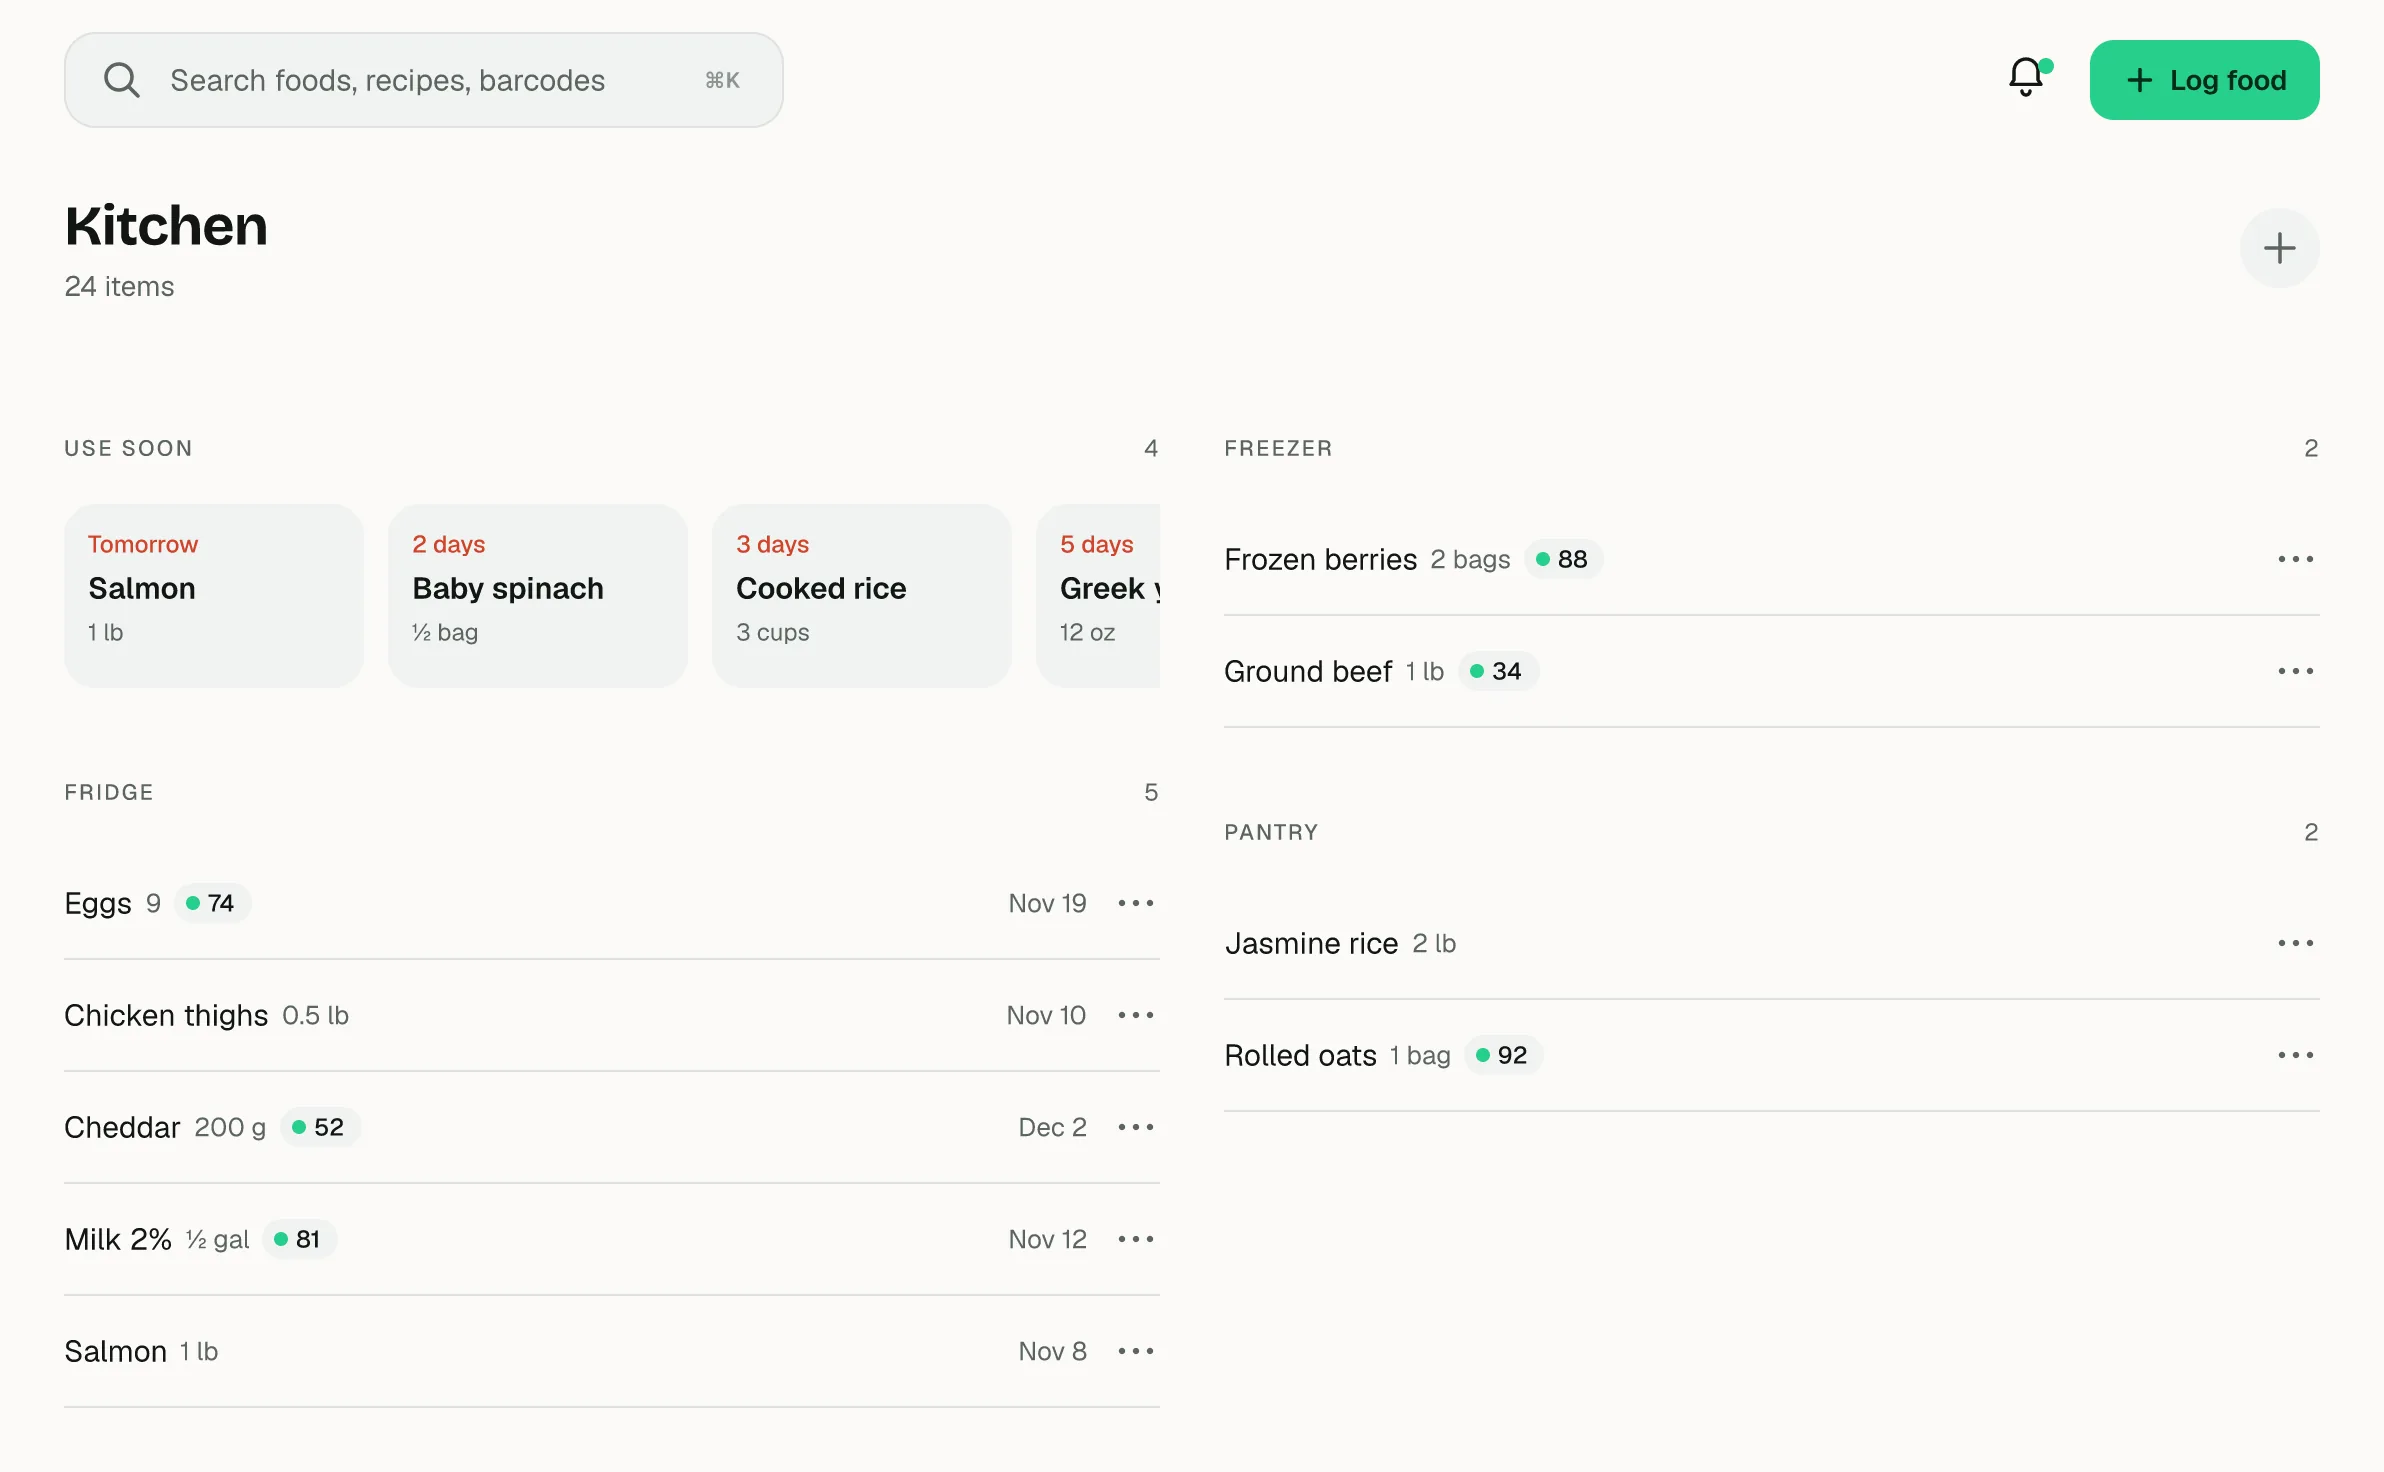 Search foods, recipes, barcodes ⌘K
Log food
Kitchen
24 items
USE SOON 4
Tomorrow
Salmon
1 lb
2 days
Baby spinach
½ bag
3 days
Cooked rice
3 cups
5 days
Greek
12 oz
FRIDGE 5
Eggs 9 74 Nov 19
Chicken thighs 0.5 lb Nov 10
Cheddar 200 g 52 Dec 2
Milk 2% ½ gal 81 Nov 12
Salmon 1 lb Nov 8
FREEZER 2
Frozen berries 2 bags 88
Ground beef 1 lb 34
PANTRY 2
Jasmine rice 2 lb
Rolled oats 1 bag 92